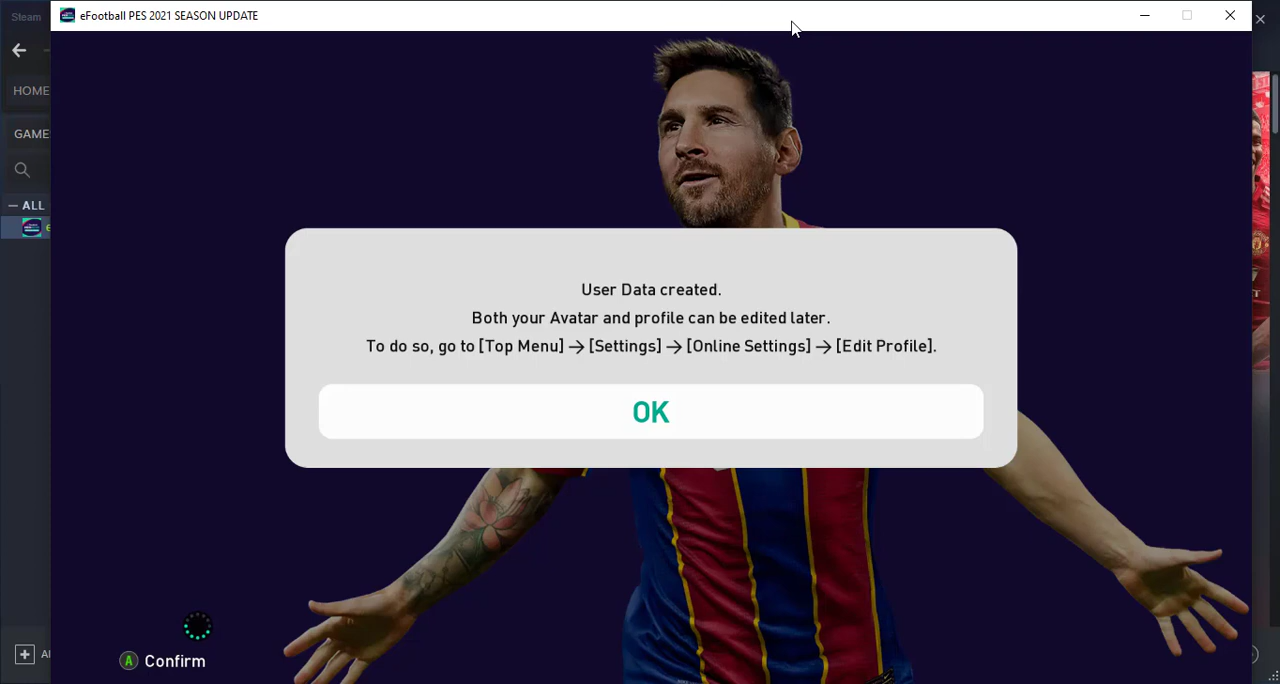 Steam
eFootball PES 2021 SEASON UPDATE
HOME
GAME
ALL
User Data created.
Both your Avatar and profile can be edited later.
To do so, go to [Top Menu] → [Settings] → [Online Settings] → [Edit Profile].
OK
A Confirm